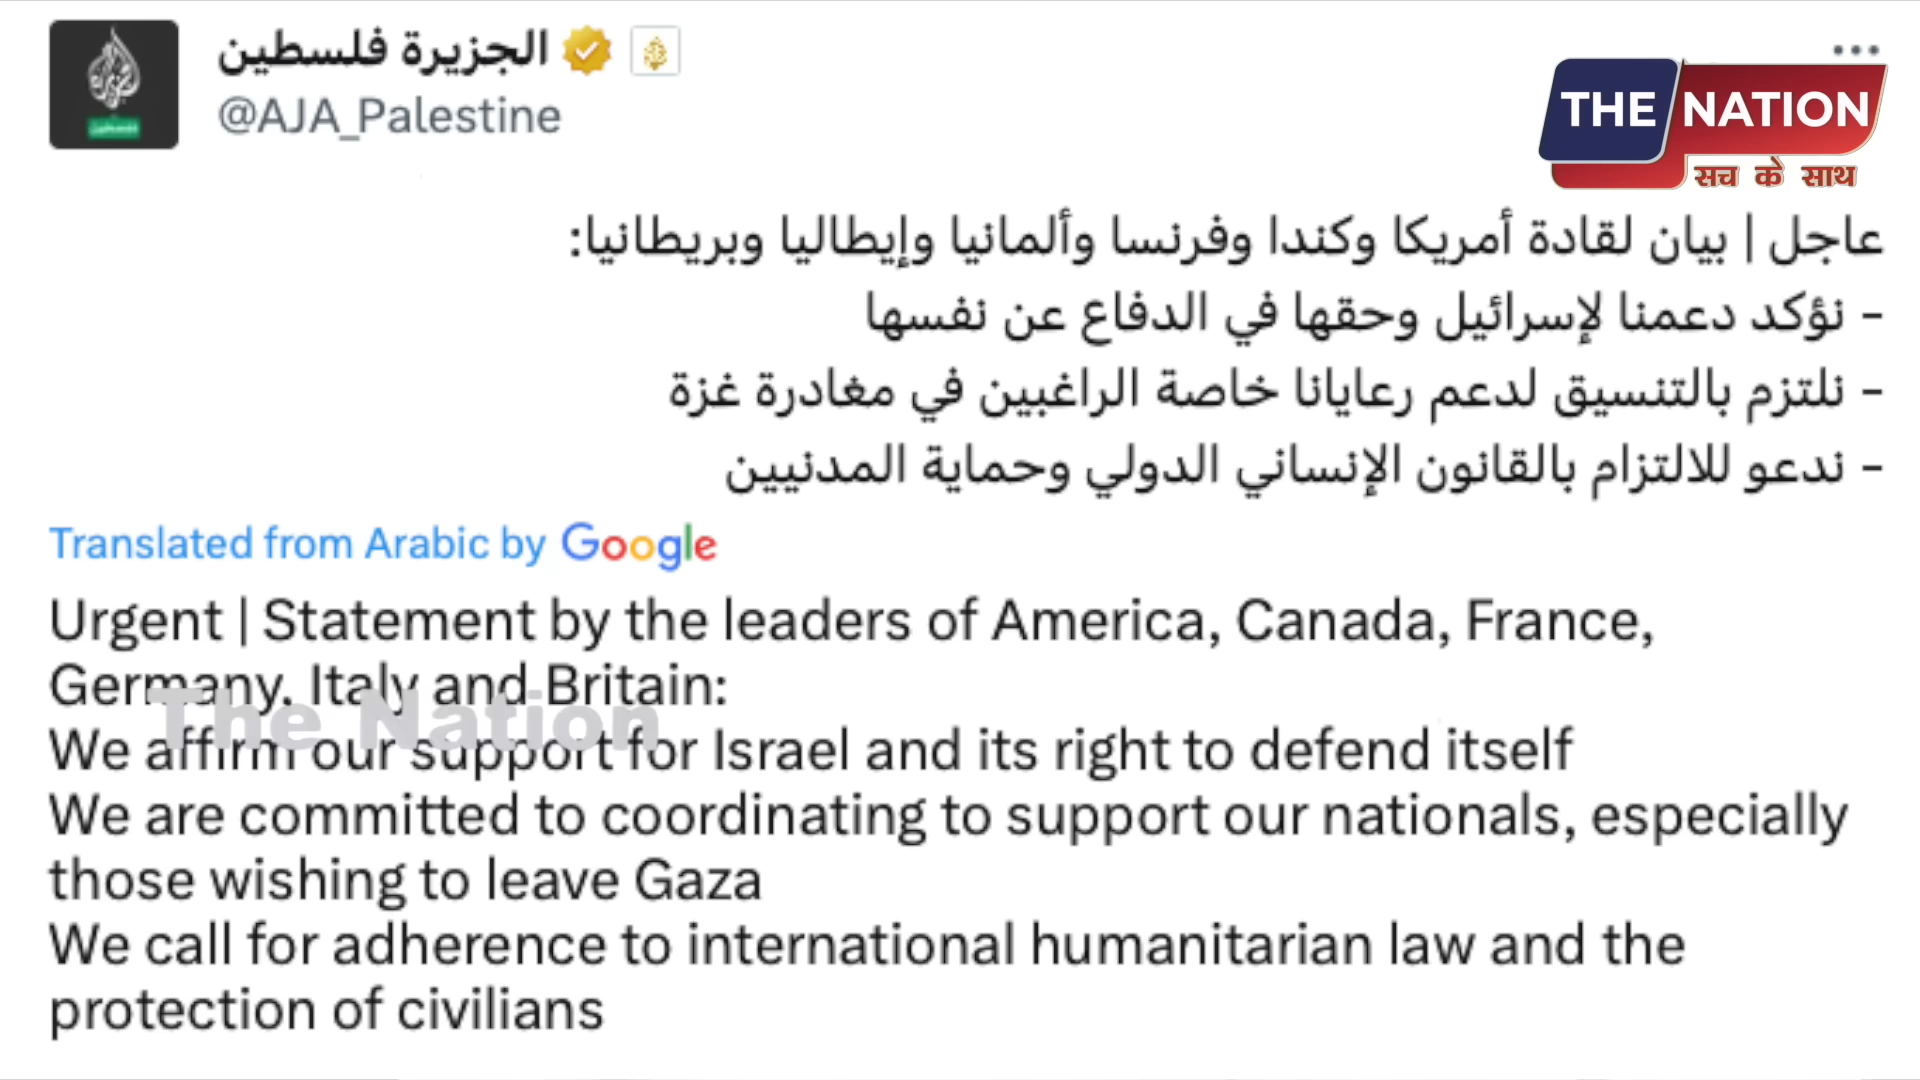 الجزيرة فلسطين
@AJA_Palestine
THE NATION
सच के साथ
عاجل | بيان لقادة أمريكا وكندا وفرنسا وألمانيا وإيطاليا وبريطانيا:
- نؤكد دعمنا لإسرائيل وحقها في الدفاع عن نفسها
- نلتزم بالتنسيق لدعم رعايانا خاصة الراغبين في مغادرة غزة
- ندعو للالتزام بالقانون الإنساني الدولي وحماية المدنيين
Translated from Arabic by Google
Urgent | Statement by the leaders of America, Canada, France,
Germany, Italy and Britain:
The Nation
We affirm our support for Israel and its right to defend itself
We are committed to coordinating to support our nationals, especially
those wishing to leave Gaza
We call for adherence to international humanitarian law and the
protection of civilians